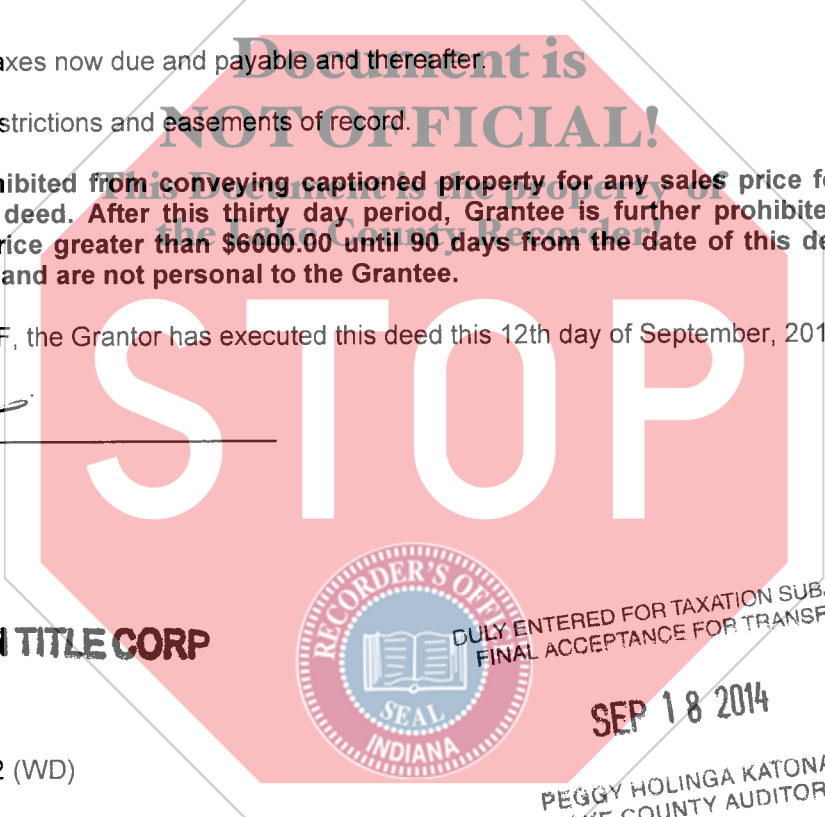 axes now due and payable and thereafter.
Document is
strictions and easements of record.
NOT OFFICIAL!
hibited from conveying captioned property for any sales price f
This Document is the property of
deed. After this thirty day period, Grantee is further prohibite
the Lake County Recorder!
rice greater than $6000.00 until 90 days from the date of this de
and are not personal to the Grantee.
F, the Grantor has executed this deed this 12th day of September, 201
STOP
RECORDER'S OFFI
SEAL
INDIANA
TITLE CORP
DULY ENTERED FOR TAXATION SUB
FINAL ACCEPTANCE FOR TRANSF
SEP 18 2014
2 (WD)
PEGGY HOLINGA KATONA
KE COUNTY AUDITOR